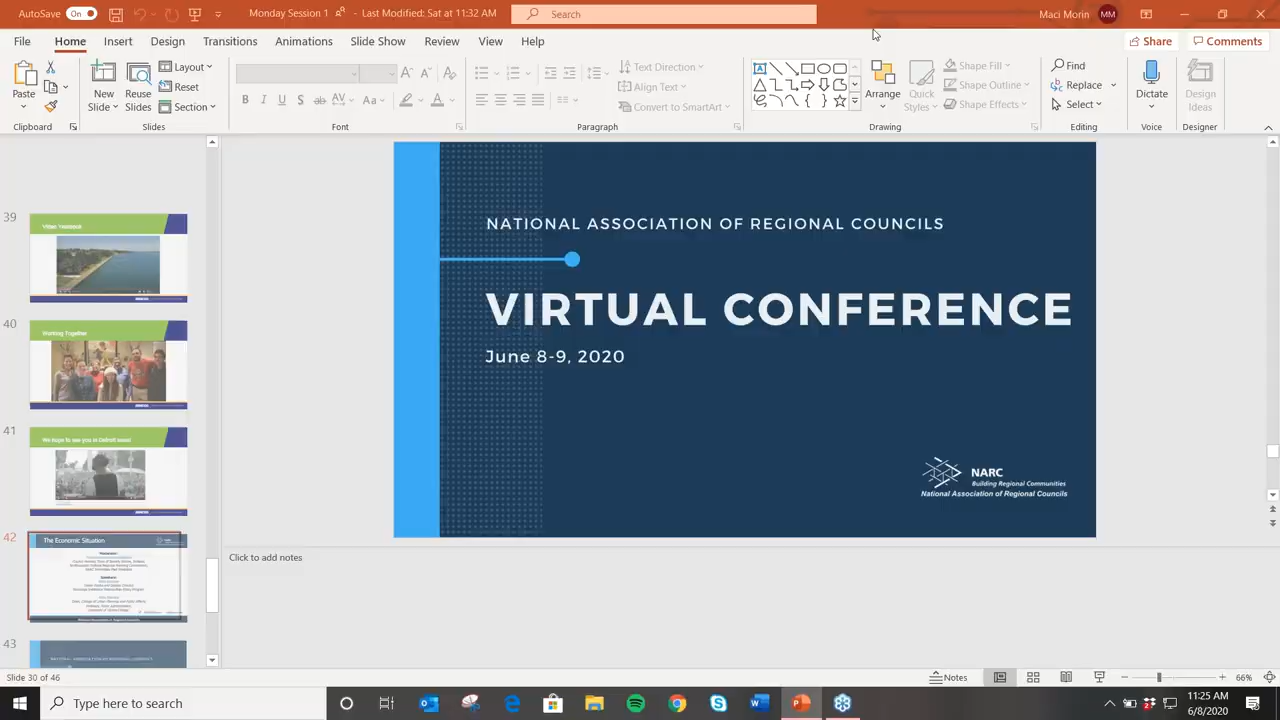 AutoSave On
Monday Session 1 - Last Modified: Sat at 11:32 AM
Search
Maci Morin MM
File Home Insert Design Transitions Animations Slide Show Review View Help
Share Comments
Paste
Clipboard
New Slide
Reuse Slides
Layout
Reset
Section
Slides
Font
Text Direction
Align Text
Convert to SmartArt
Paragraph
Arrange
Quick Styles
Shape Fill
Shape Outline
Shape Effects
Drawing
Find
Replace
Select
Editing
Dictate
Voice
Design Ideas
Designer
39
40
Working Together
41
We hope to see you in Detroit soon!
42
The Economic Situation
43
NATIONAL ASSOCIATION OF REGIONAL COUNCILS
NATIONAL ASSOCIATION OF REGIONAL COUNCILS
VIRTUAL CONFERENCE
June 8-9, 2020
NARC
Building Regional Communities
National Association of Regional Councils
Click to add notes
Slide 30 of 46
Notes
66%
Type here to search
11:25 AM
6/8/2020